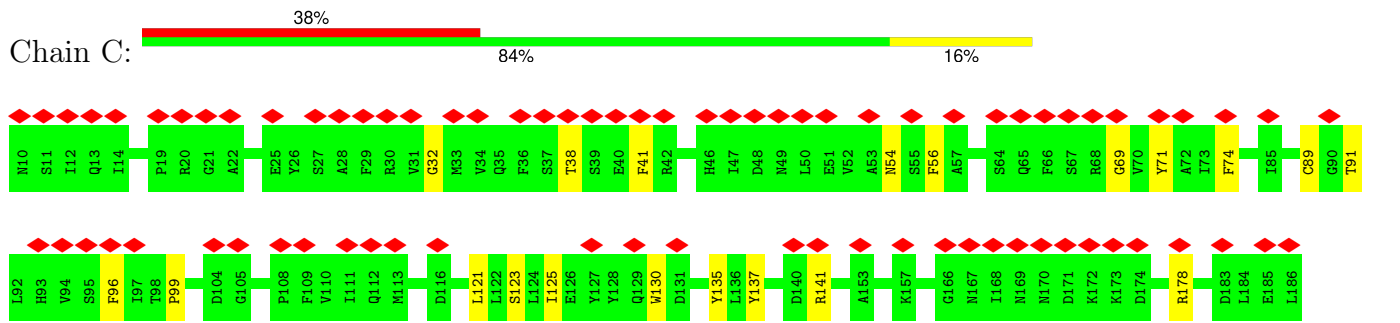 38%
Chain C:
84% 16%
N10 S11 I12 Q13 I14 P19 R20 G21 A22 E25 Y26 S27 A28 F29 R30 V31 G32 M33 V34 Q35 F36 S37 T38 S39 E40 F41 R42 H46 I47 D48 N49 L50 E51 V52 A53 N54 S55 F56 A57 S64 Q65 F66 S67 R68 G69 V70 Y71 A72 I73 F74 I85 C89 G90 T91
L92 H93 V94 S95 F96 I97 T98 P99 D104 G105 P108 F109 V110 I111 Q112 M113 D116 L121 L122 S123 L124 I125 E126 Y127 Y128 Q129 W130 D131 Y135 L136 Y137 D140 R141 A153 K157 G166 N167 I168 N169 N170 D171 K172 K173 D174 R178 D183 L184 E185 L186